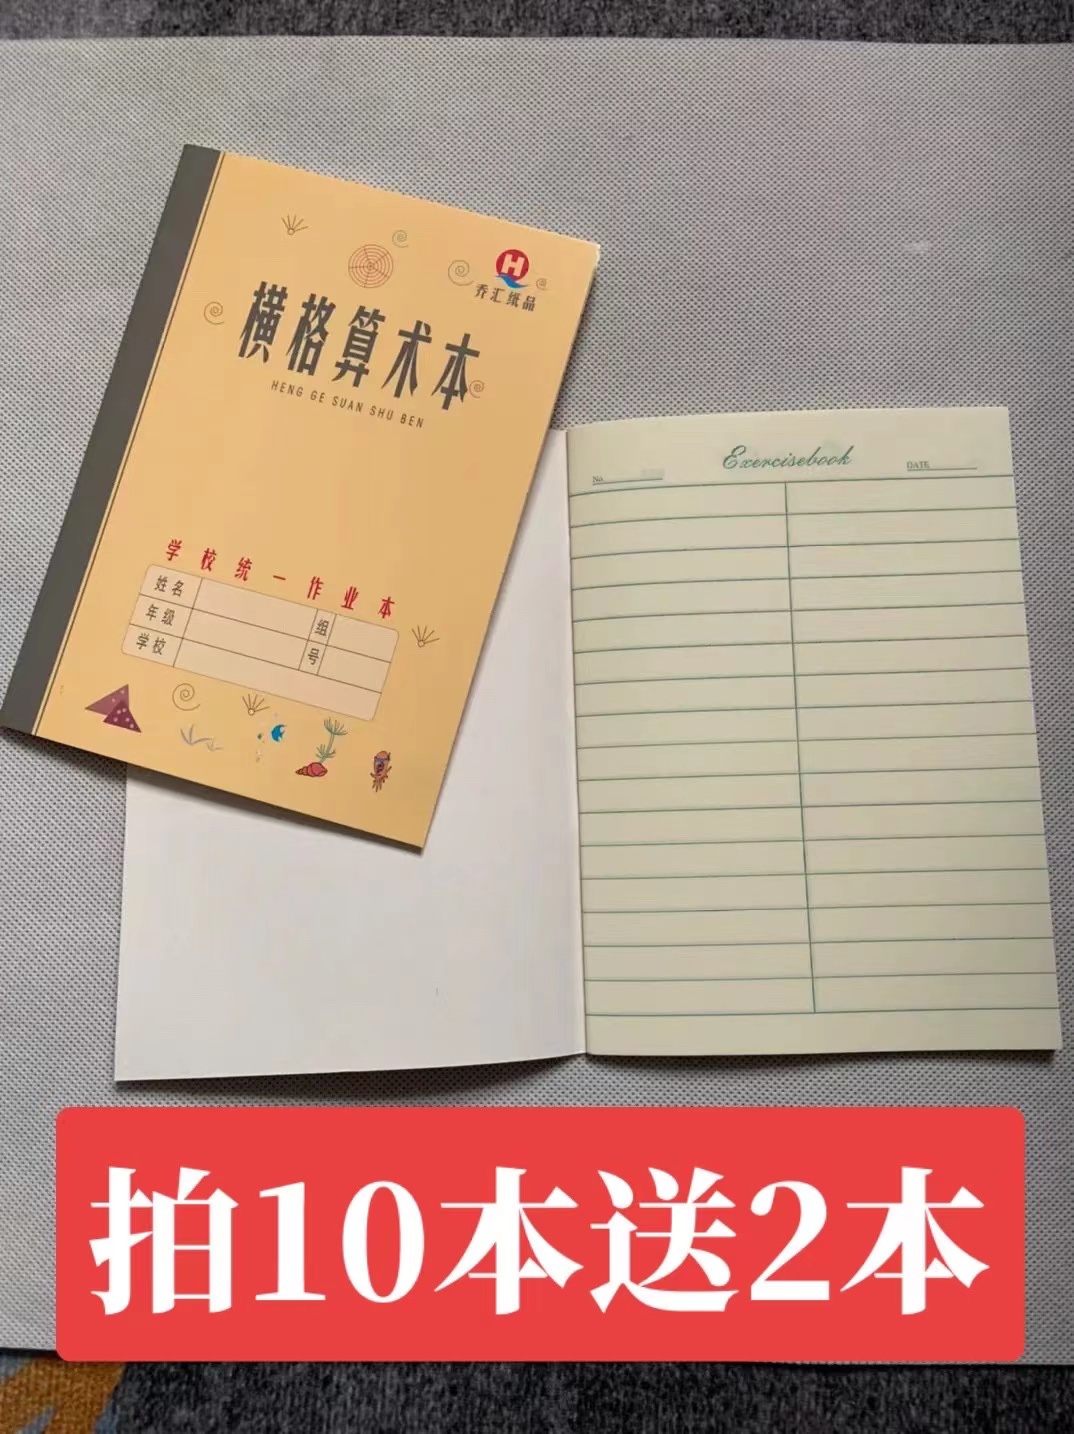 乔汇纸品
横格算术本
HENG GE SUAN SHU BEN
学校统一作业本
姓名
年级
组
学校
号
Exercisebook
No.
DATE
拍10本送2本